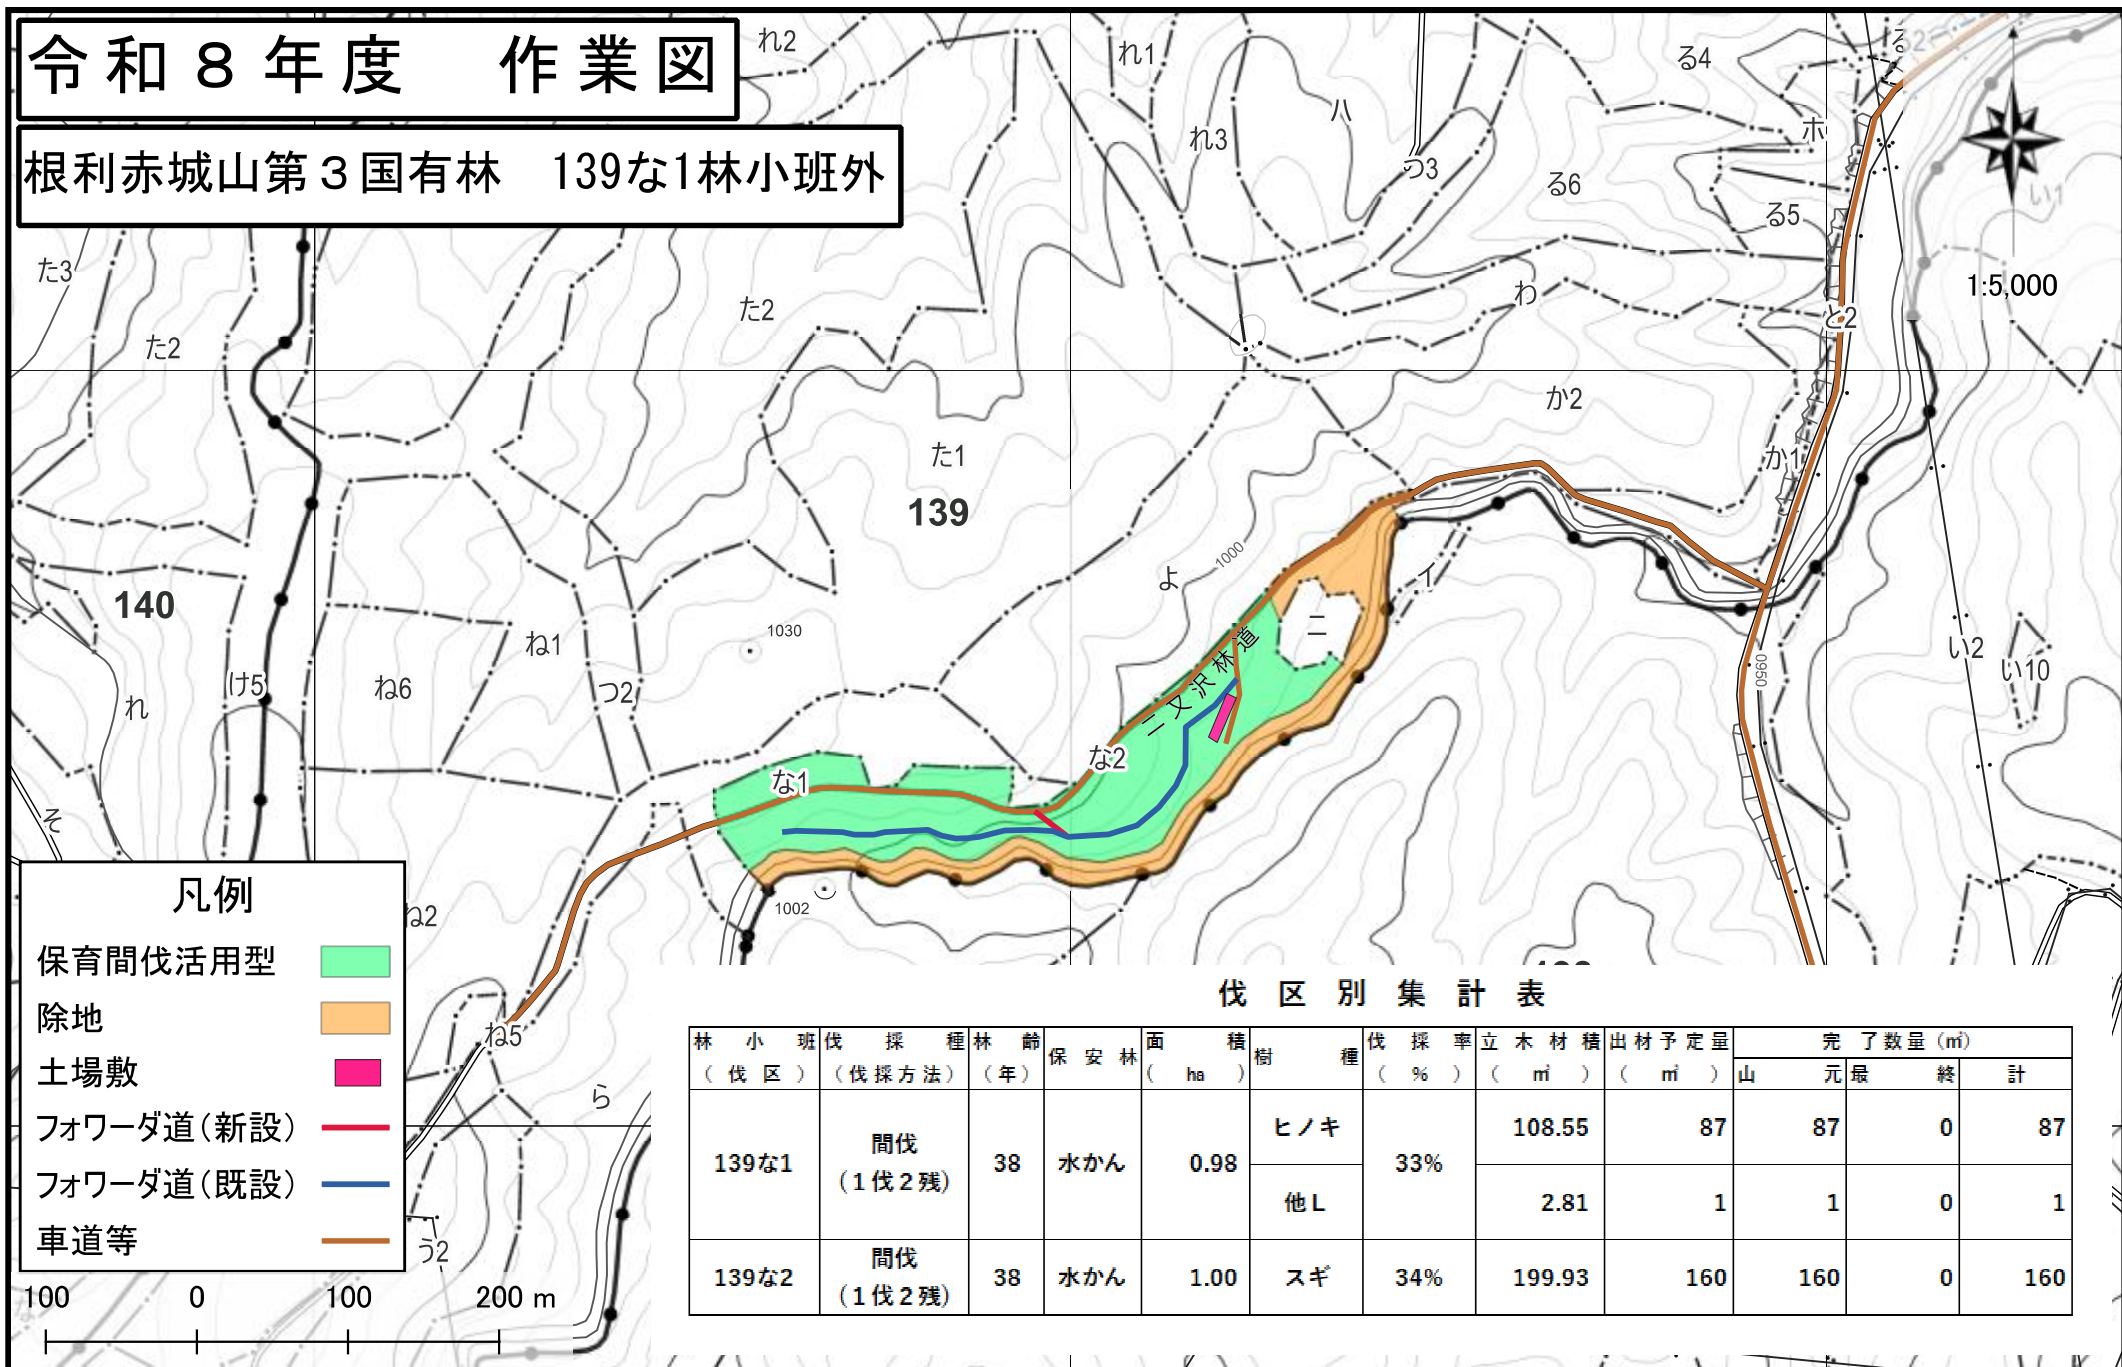 令和８年度　作業図
根利赤城山第３国有林　139な1林小班外
れ2
れ1
る4
ハ
れ3
つ3
ホ
る6
る5
い1
た3
た2
た2
わ
と2
1:5,000
か2
た1
か1
139
1000
よ
イ
140
ニ
1030
ね1
二又沢林道
0950
い2
い10
け5
ね6
つ2
れ
な2
な1
そ
1002
ね2
ね5
ら
う2
凡例
保育間伐活用型
除地
土場敷
フォワーダ道（新設）
フォワーダ道（既設）
車道等
100 0 100 200 m
伐区別集計表
林小班（伐区） 伐採種（伐採方法） 林齢（年） 保安林 面積（ha） 樹種 伐採率（%） 立木材積（㎥） 出材予定量（㎥） 完了数量（㎥）
山元 最終 計
139な1 間伐（１伐２残） 38 水かん 0.98 ヒノキ 33% 108.55 87 87 0 87
他Ｌ 2.81 1 1 0 1
139な2 間伐（１伐２残） 38 水かん 1.00 スギ 34% 199.93 160 160 0 160